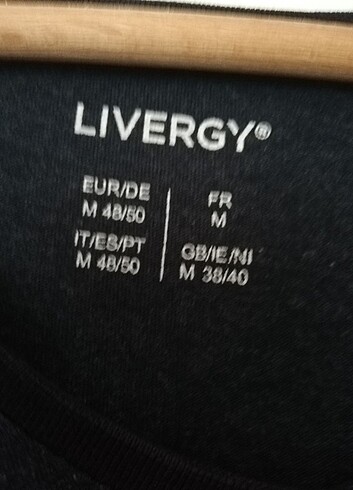 LIVERGY®
EUR/DE
M 48/50
IT/ES/PT
M 48/50
FR
M
GB/IE/NI
M 38/40